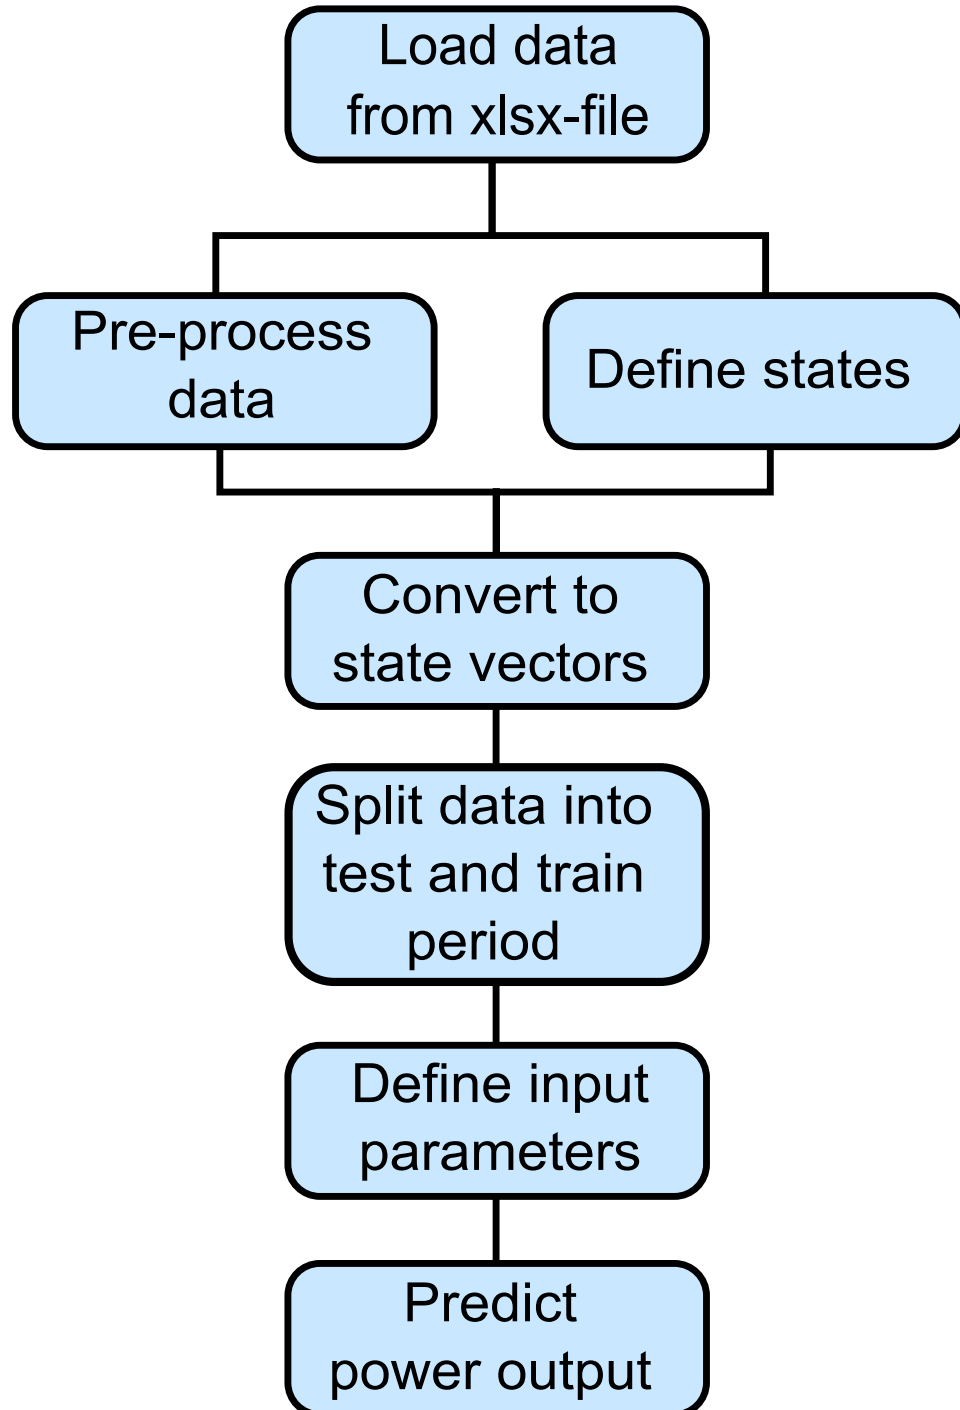 Load data
from xlsx-file
Pre-process
data
Define states
Convert to
state vectors
Split data into
test and train
period
Define input
parameters
Predict
power output